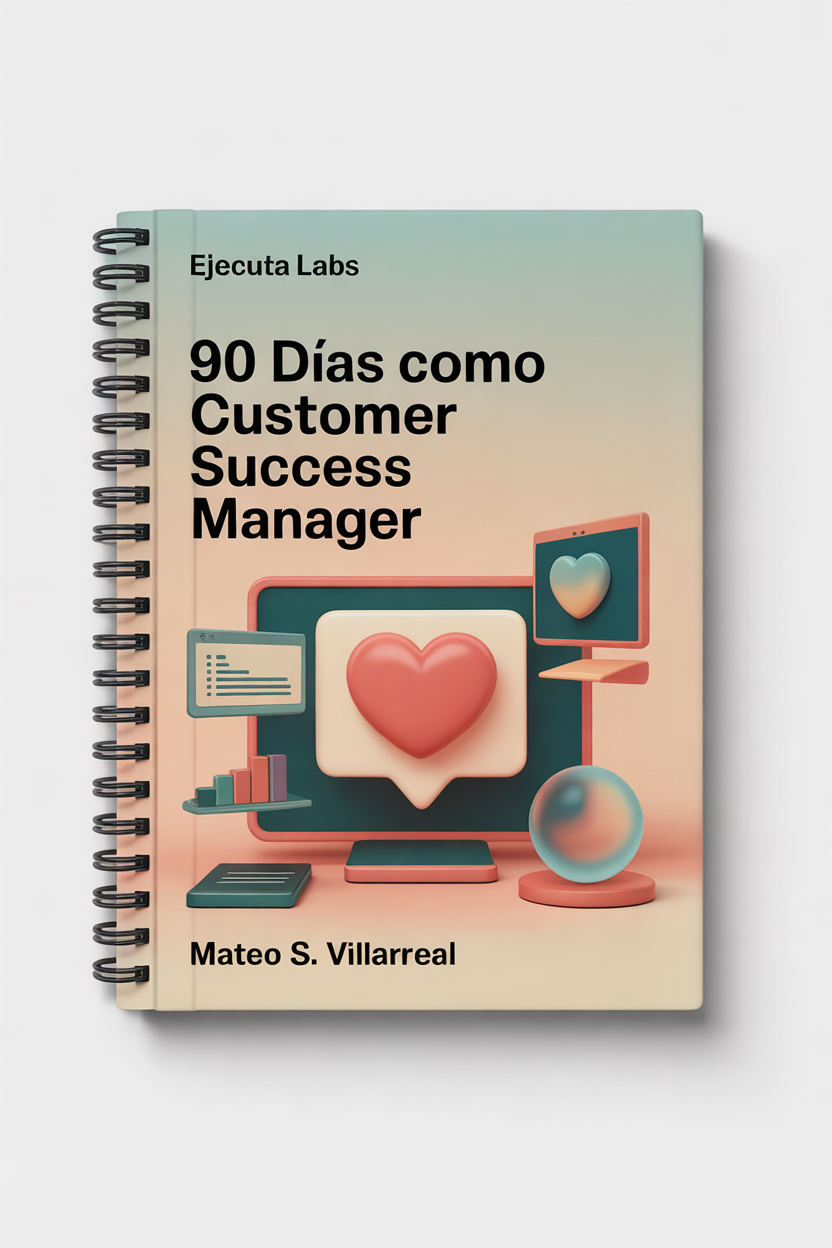 Ejecuta Labs
90 Días como
Customer
Success
Manager
Mateo S. Villarreal